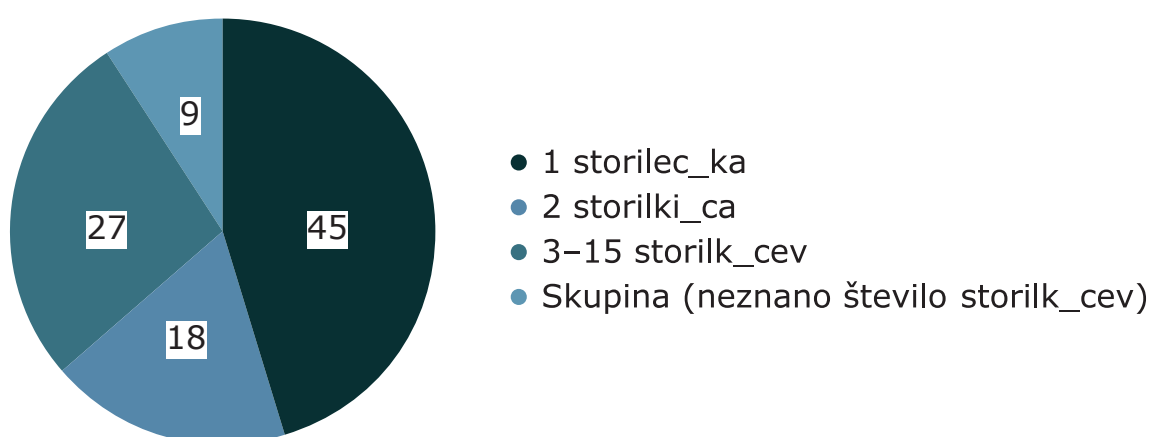 9
27
45
18
1 storilec_ka
2 storilki_ca
3–15 storilk_cev
Skupina (neznano število storilk_cev)